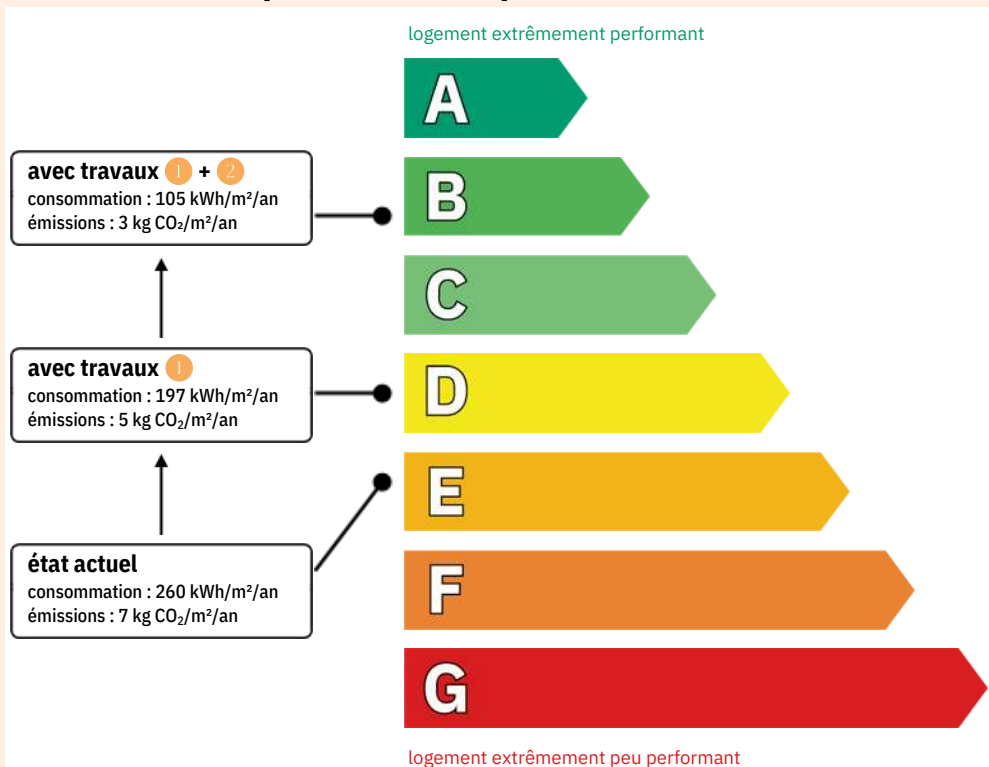 logement extrêmement performant
A
avec travaux 1 + 2
consommation : 105 kWh/m²/an
émissions : 3 kg CO₂/m²/an
B
C
avec travaux 1
consommation : 197 kWh/m²/an
émissions : 5 kg CO₂/m²/an
D
E
état actuel
consommation : 260 kWh/m²/an
émissions : 7 kg CO₂/m²/an
F
G
logement extrêmement peu performant